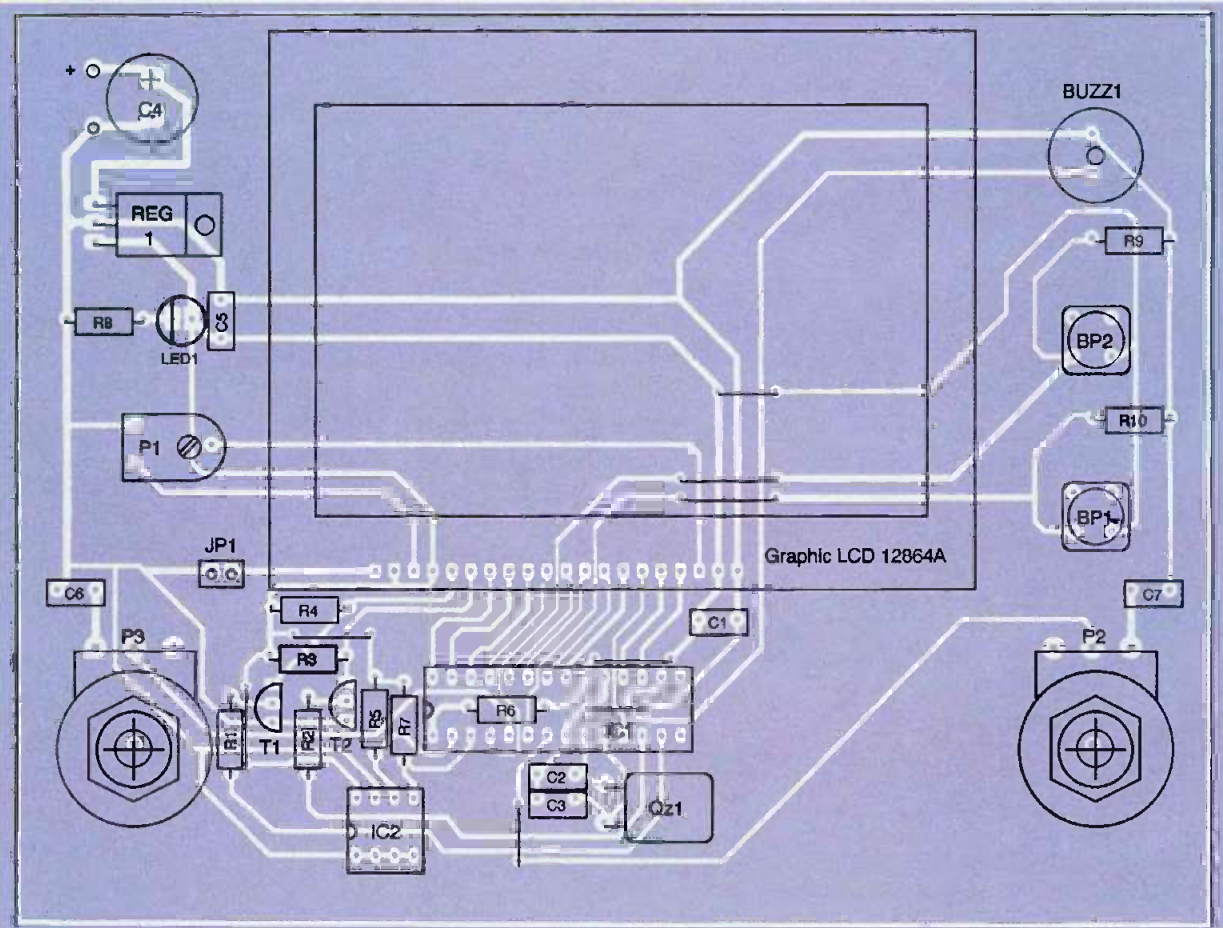 +
C4
BUZZ1
REG
1
R9
R8
LED1
C5
BP2
P1
R10
BP1
JP1
Graphic LCD 12864A
C6
R4
C1
C7
P3
R3
P2
R1
T1
R2
T2
R5
R7
R6
IC1
C2
C3
Qz1
IC2